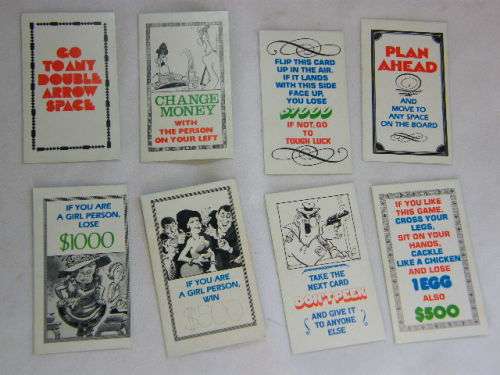 GO
TO ANY
DOUBLE
ARROW
SPACE
CHANGE
MONEY
WITH
THE PERSON
ON YOUR LEFT
FLIP THIS CARD
UP IN THE AIR.
IF IT LANDS
WITH THIS SIDE
FACE UP,
YOU LOSE
$1000
IF NOT, GO
TO
TOUGH LUCK
PLAN
AHEAD
AND
MOVE TO
ANY SPACE
ON THE BOARD
IF YOU ARE
A GIRL PERSON,
LOSE
$1000
IF YOU ARE
A GIRL PERSON,
WIN
TAKE THE
NEXT CARD
DON'T PEEK
AND GIVE IT
TO ANYONE
ELSE
IF YOU LIKE
THIS GAME,
CROSS YOUR
LEGS,
SIT ON YOUR
HANDS,
CACKLE
LIKE A CHICKEN
AND LOSE
1 EGG
ALSO
$500